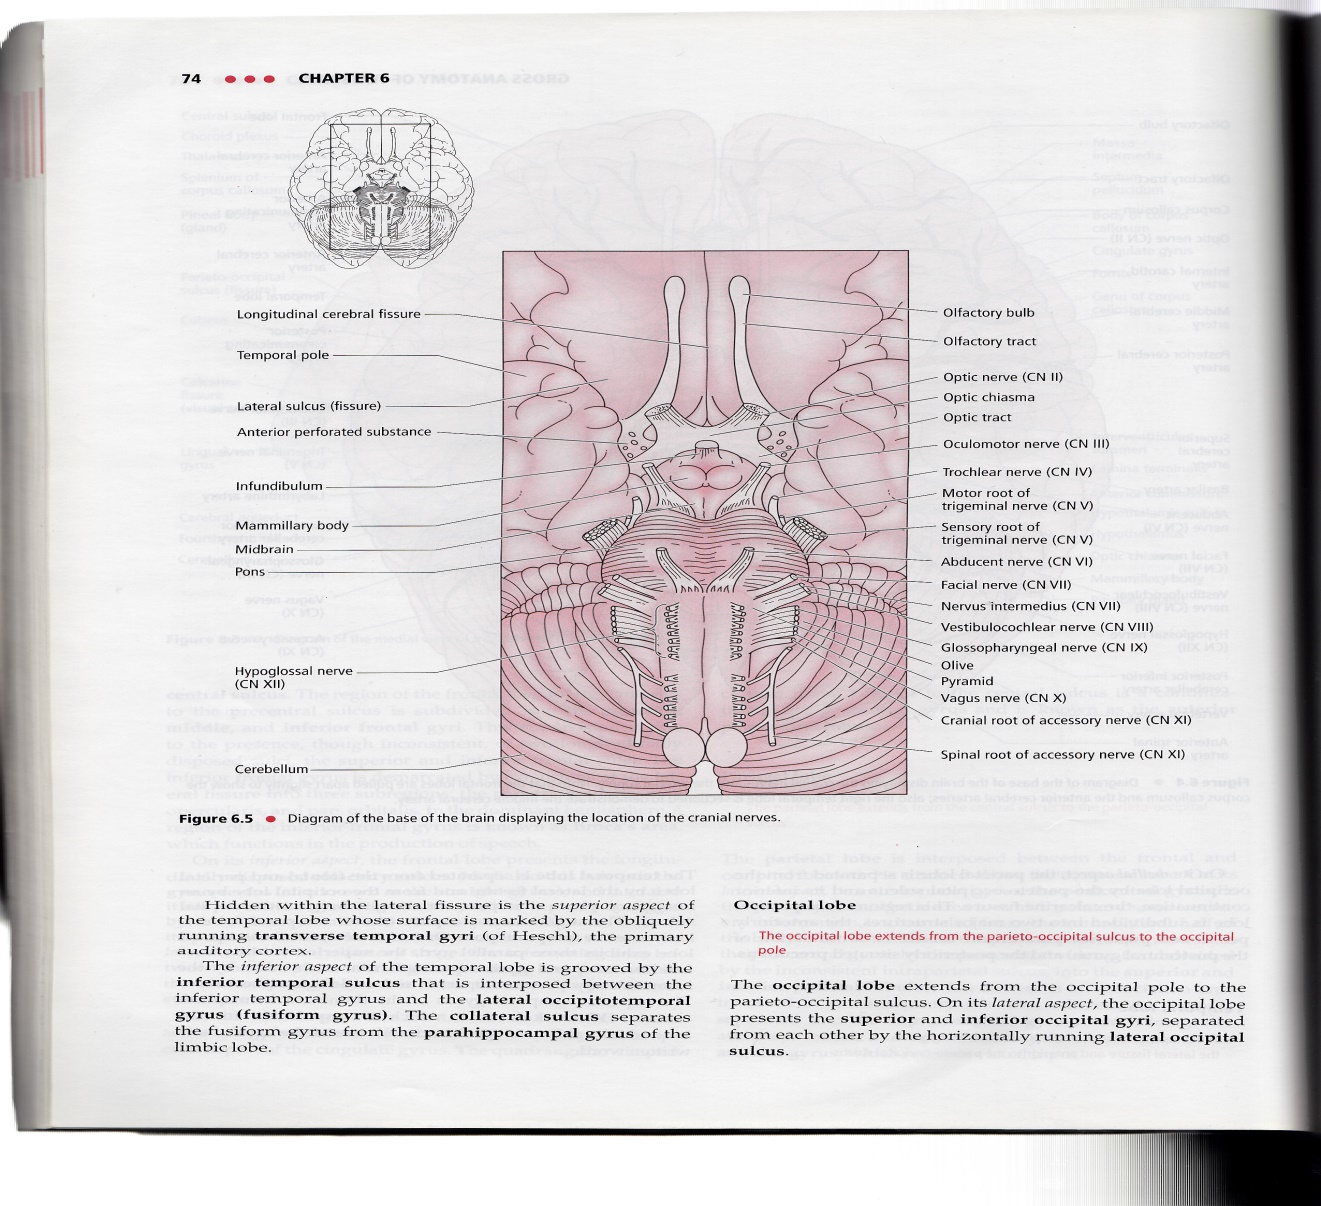 74 ● ● ● CHAPTER 6
Longitudinal cerebral fissure
Temporal pole
Lateral sulcus (fissure)
Anterior perforated substance
Infundibulum
Mammillary body
Midbrain
Pons
Hypoglossal nerve
(CN XII)
Cerebellum
Olfactory bulb
Olfactory tract
Optic nerve (CN II)
Optic chiasma
Optic tract
Oculomotor nerve (CN III)
Trochlear nerve (CN IV)
Motor root of
trigeminal nerve (CN V)
Sensory root of
trigeminal nerve (CN V)
Abducent nerve (CN VI)
Facial nerve (CN VII)
Nervus intermedius (CN VII)
Vestibulocochlear nerve (CN VIII)
Glossopharyngeal nerve (CN IX)
Olive
Pyramid
Vagus nerve (CN X)
Cranial root of accessory nerve (CN XI)
Spinal root of accessory nerve (CN XI)
Figure 6.5 ● Diagram of the base of the brain displaying the location of the cranial nerves.
Hidden within the lateral fissure is the superior aspect of
the temporal lobe whose surface is marked by the obliquely
running transverse temporal gyri (of Heschl), the primary
auditory cortex.
The inferior aspect of the temporal lobe is grooved by the
inferior temporal sulcus that is interposed between the
inferior temporal gyrus and the lateral occipitotemporal
gyrus (fusiform gyrus). The collateral sulcus separates
the fusiform gyrus from the parahippocampal gyrus of the
limbic lobe.
Occipital lobe
The occipital lobe extends from the parieto-occipital sulcus to the occipital
pole
The occipital lobe extends from the occipital pole to the
parieto-occipital sulcus. On its lateral aspect, the occipital lobe
presents the superior and inferior occipital gyri, separated
from each other by the horizontally running lateral occipital
sulcus.